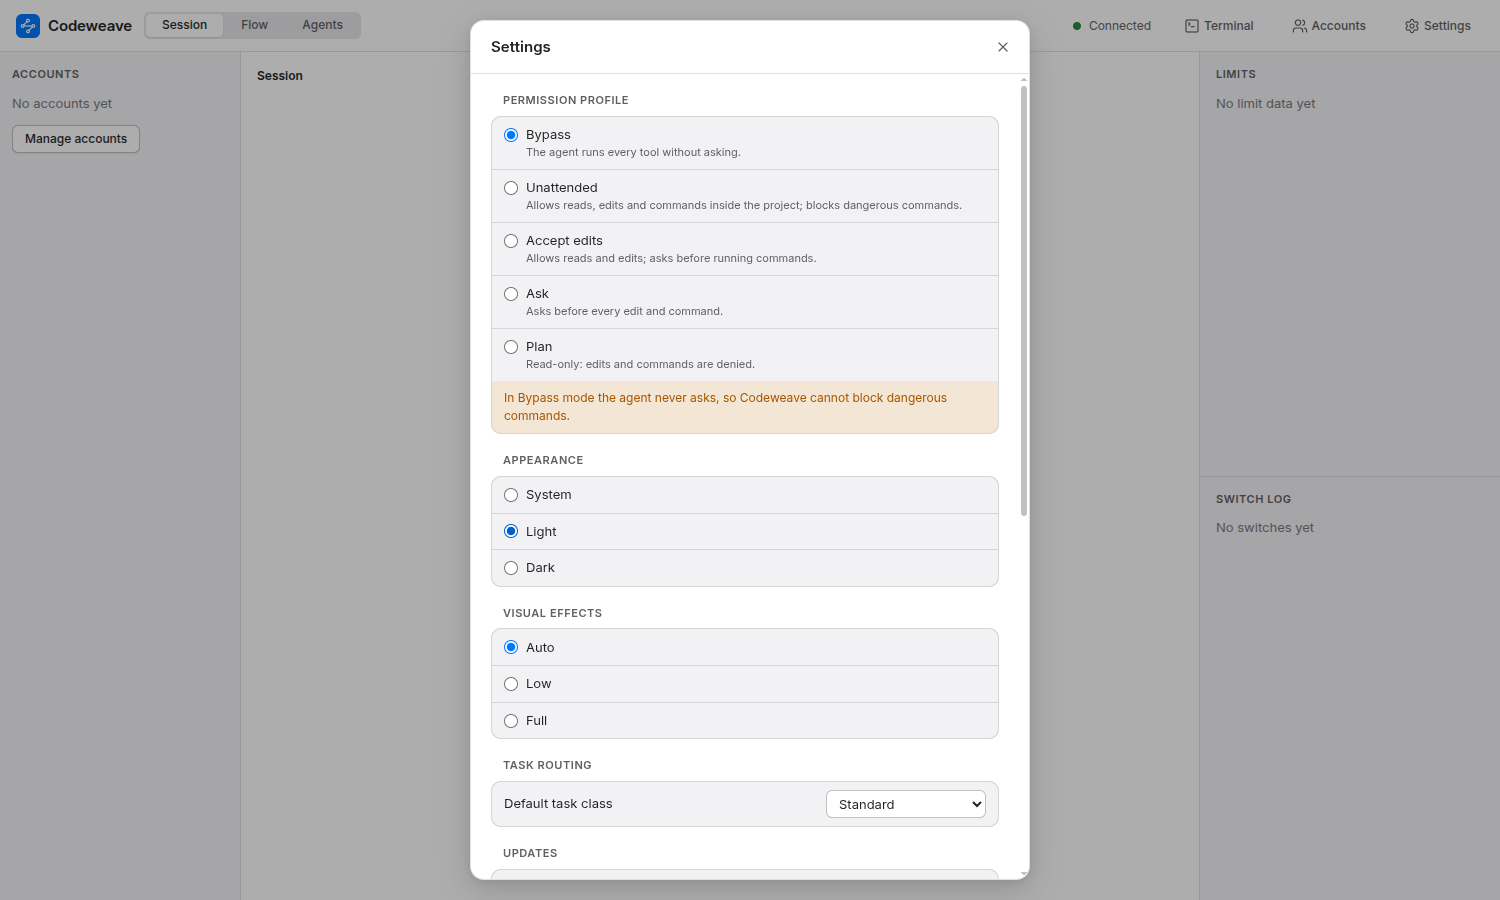 Codeweave
Session
Flow
Agents
Connected
Terminal
Accounts
Settings
ACCOUNTS
No accounts yet
Manage accounts
Session
LIMITS
No limit data yet
SWITCH LOG
No switches yet
Settings
PERMISSION PROFILE
Bypass
The agent runs every tool without asking.
Unattended
Allows reads, edits and commands inside the project; blocks dangerous commands.
Accept edits
Allows reads and edits; asks before running commands.
Ask
Asks before every edit and command.
Plan
Read-only: edits and commands are denied.
In Bypass mode the agent never asks, so Codeweave cannot block dangerous
commands.
APPEARANCE
System
Light
Dark
VISUAL EFFECTS
Auto
Low
Full
TASK ROUTING
Default task class
Standard
UPDATES